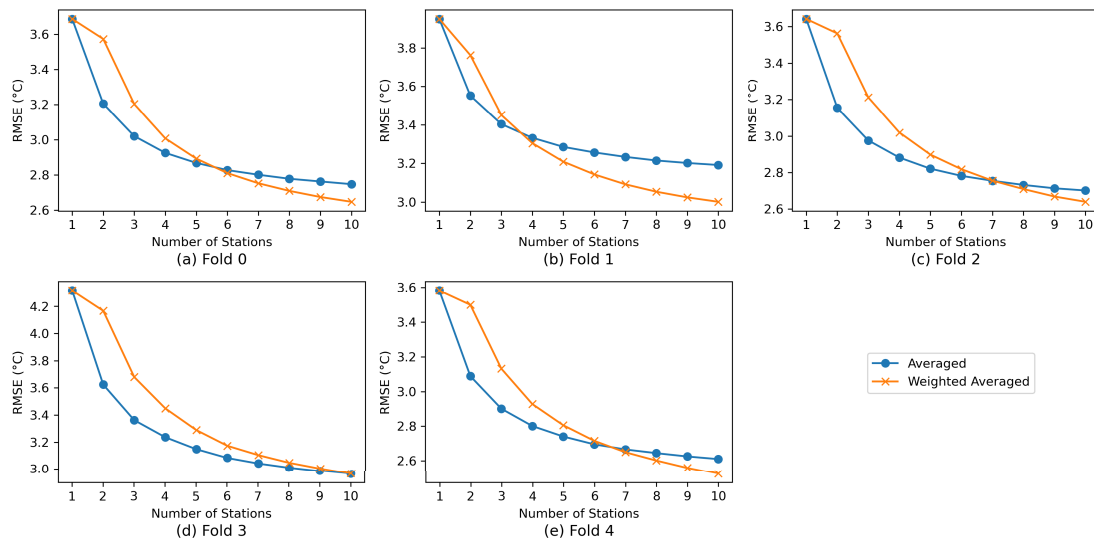 RMSE (°C)
3.6
3.4
3.2
3.0
2.8
2.6
1 2 3 4 5 6 7 8 9 10
Number of Stations
(a) Fold 0
RMSE (°C)
3.8
3.6
3.4
3.2
3.0
1 2 3 4 5 6 7 8 9 10
Number of Stations
(b) Fold 1
RMSE (°C)
3.6
3.4
3.2
3.0
2.8
2.6
1 2 3 4 5 6 7 8 9 10
Number of Stations
(c) Fold 2
RMSE (°C)
4.2
4.0
3.8
3.6
3.4
3.2
3.0
1 2 3 4 5 6 7 8 9 10
Number of Stations
(d) Fold 3
RMSE (°C)
3.6
3.4
3.2
3.0
2.8
2.6
1 2 3 4 5 6 7 8 9 10
Number of Stations
(e) Fold 4
Averaged
Weighted Averaged